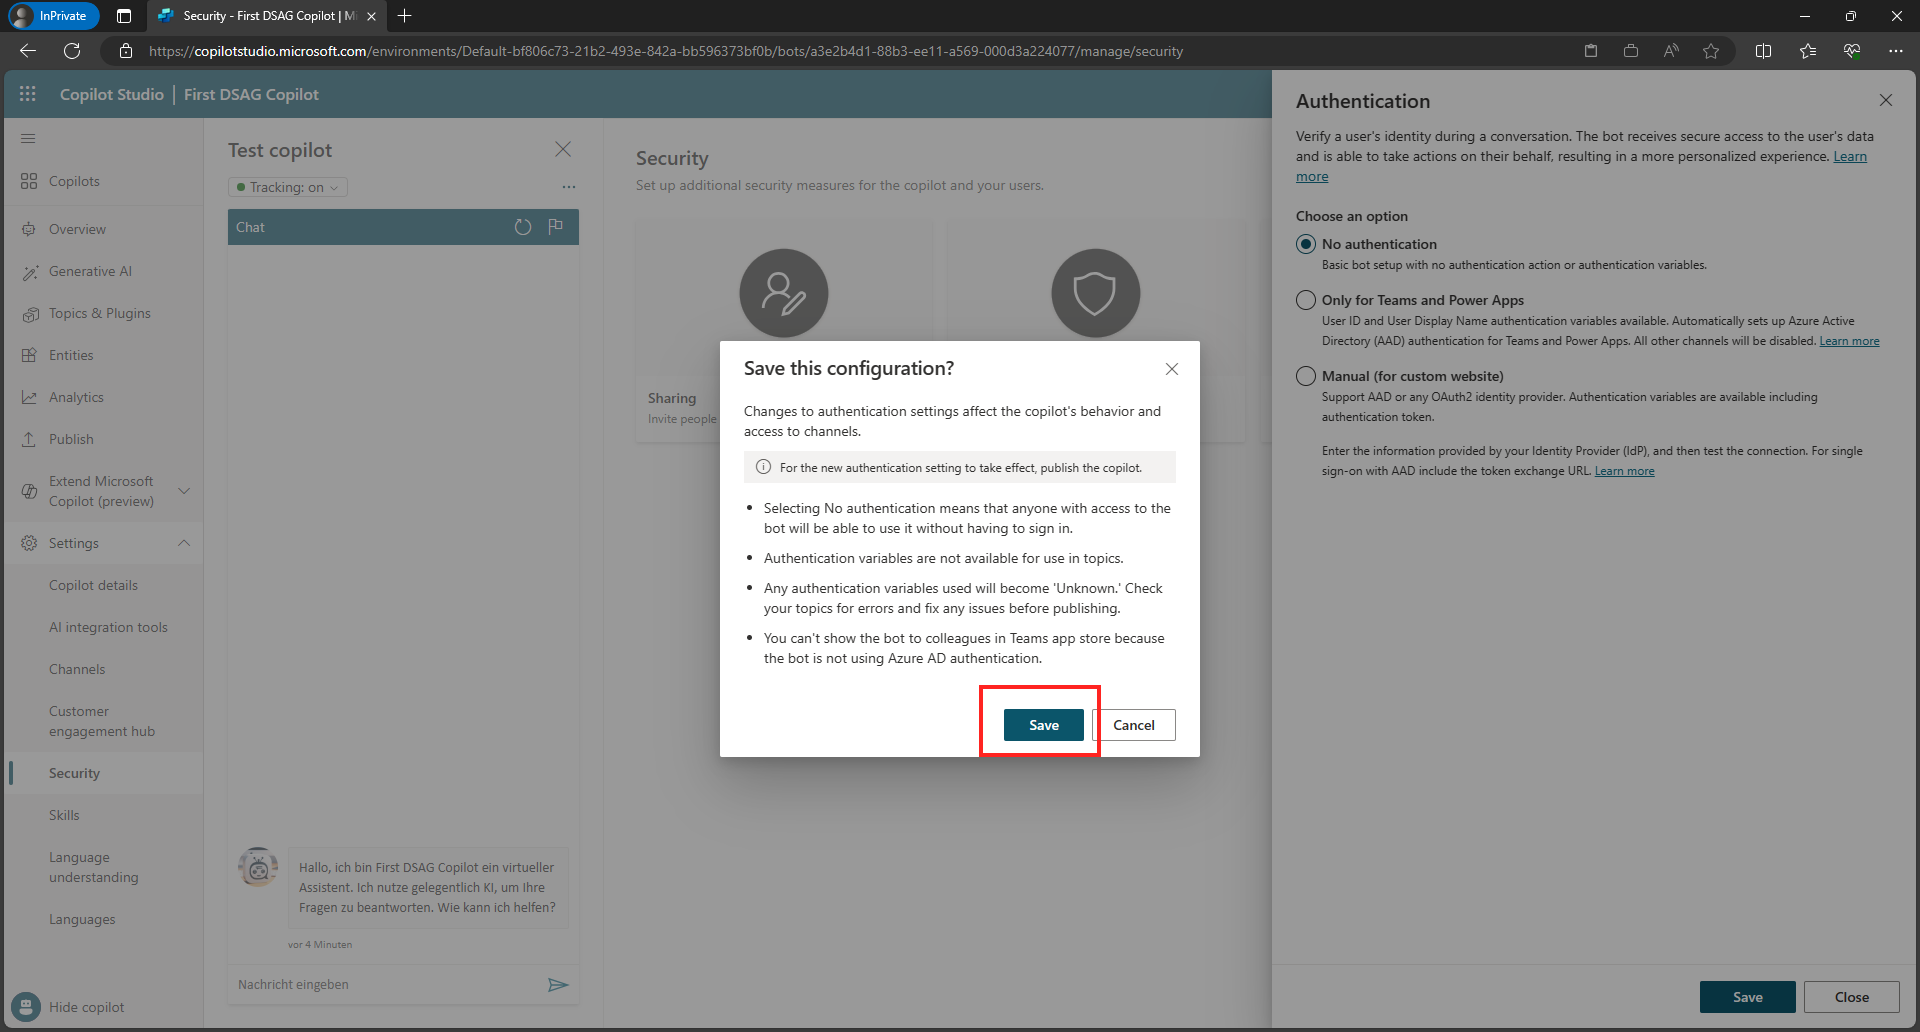 InPrivate
Security - First DSAG Copilot | Mi
https://copilotstudio.microsoft.com/environments/Default-bf806c73-21b2-493e-842a-bb596373bf0b/bots/a3e2b4d1-88b3-ee11-a569-000d3a224077/manage/security
Copilot Studio | First DSAG Copilot
Copilots
Overview
Generative AI
Topics & Plugins
Entities
Analytics
Publish
Extend Microsoft
Copilot (preview)
Settings
Copilot details
AI integration tools
Channels
Customer
engagement hub
Security
Skills
Language
understanding
Languages
Hide copilot
Test copilot
Tracking: on
Chat
Hallo, ich bin First DSAG Copilot ein virtueller
Assistent. Ich nutze gelegentlich KI, um Ihre
Fragen zu beantworten. Wie kann ich helfen?
vor 4 Minuten
Nachricht eingeben
Security
Set up additional security measures for the copilot and your users.
Sharing
Invite people
Save this configuration?
Changes to authentication settings affect the copilot's behavior and
access to channels.
For the new authentication setting to take effect, publish the copilot.
• Selecting No authentication means that anyone with access to the
bot will be able to use it without having to sign in.
• Authentication variables are not available for use in topics.
• Any authentication variables used will become 'Unknown.' Check
your topics for errors and fix any issues before publishing.
• You can't show the bot to colleagues in Teams app store because
the bot is not using Azure AD authentication.
Save
Cancel
Authentication
Verify a user's identity during a conversation. The bot receives secure access to the user's data
and is able to take actions on their behalf, resulting in a more personalized experience. Learn
more
Choose an option
No authentication
Basic bot setup with no authentication action or authentication variables.
Only for Teams and Power Apps
User ID and User Display Name authentication variables available. Automatically sets up Azure Active
Directory (AAD) authentication for Teams and Power Apps. All other channels will be disabled. Learn more
Manual (for custom website)
Support AAD or any OAuth2 identity provider. Authentication variables are available including
authentication token.
Enter the information provided by your Identity Provider (IdP), and then test the connection. For single
sign-on with AAD include the token exchange URL. Learn more
Save
Close